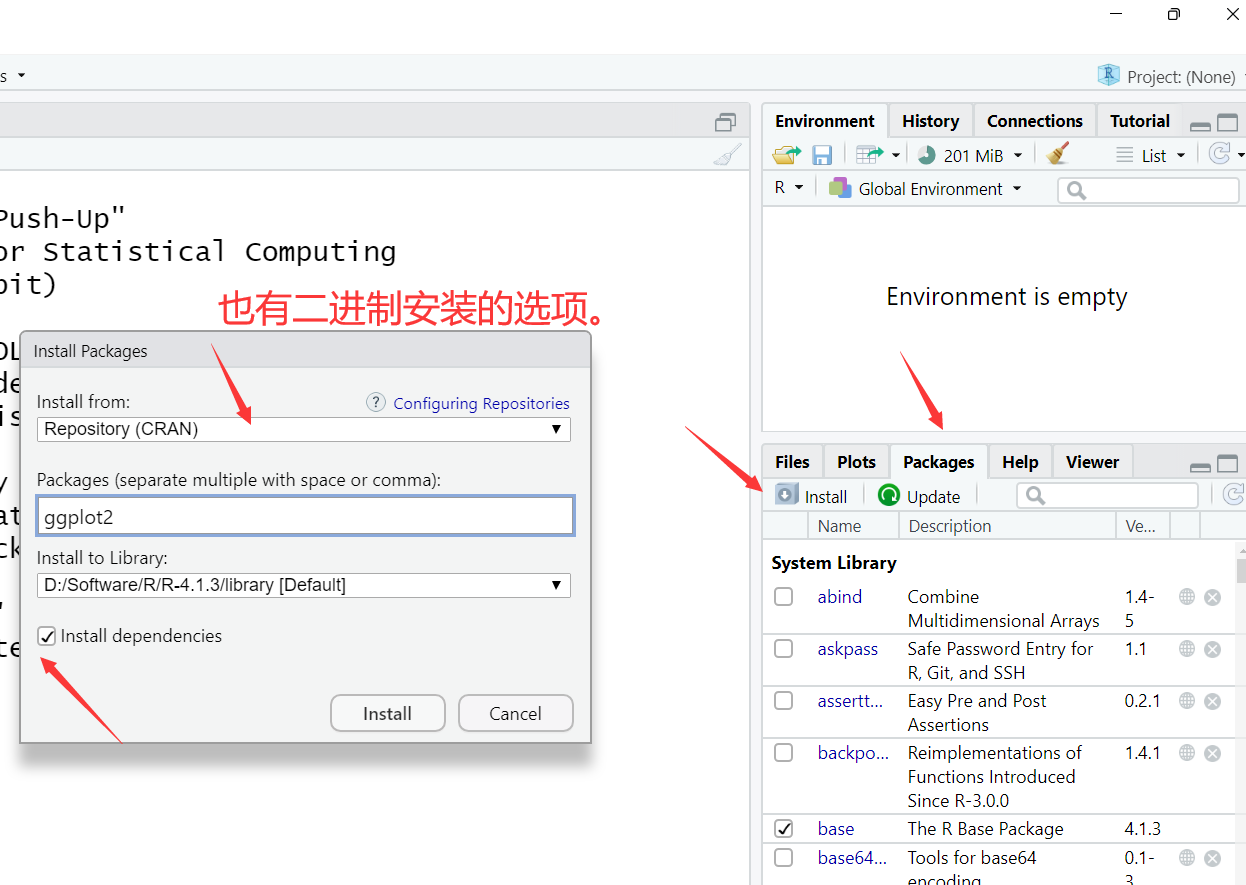 Project: (None)
Environment History Connections Tutorial
201 MiB List
R Global Environment
Environment is empty
Push-Up"
or Statistical Computing
bit)
也有二进制安装的选项。
Install Packages
Install from:
? Configuring Repositories
Repository (CRAN)
Packages (separate multiple with space or comma):
ggplot2
Install to Library:
D:/Software/R/R-4.1.3/library [Default]
Install dependencies
Install Cancel
Files Plots Packages Help Viewer
Install Update
Name Description Ve...
System Library
abind Combine 1.4-
Multidimensional Arrays 5
askpass Safe Password Entry for 1.1
R, Git, and SSH
assertt... Easy Pre and Post 0.2.1
Assertions
backpo... Reimplementations of 1.4.1
Functions Introduced
Since R-3.0.0
base The R Base Package 4.1.3
base64... Tools for base64 0.1-
encoding 3